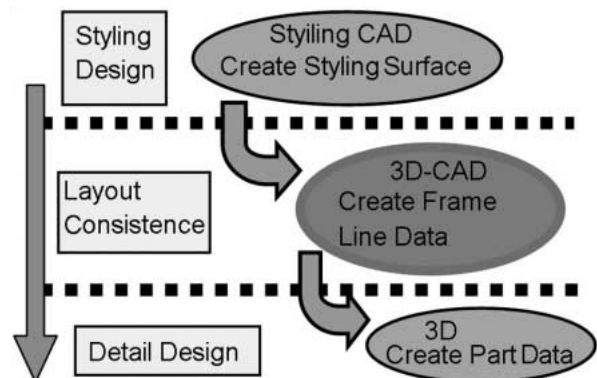 Styling
Design
Styiling CAD
Create Styling Surface
Layout
Consistence
3D-CAD
Create Frame
Line Data
Detail Design
3D
Create Part Data